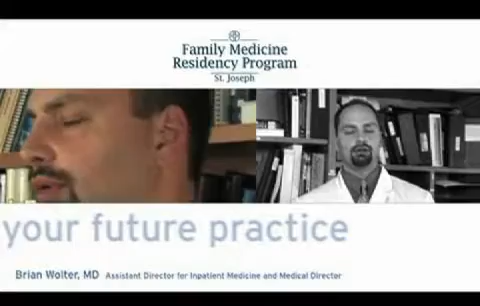 Family Medicine
Residency Program
St. Joseph
your future practice
Brian Wolter, MD Assistant Director for Inpatient Medicine and Medical Director